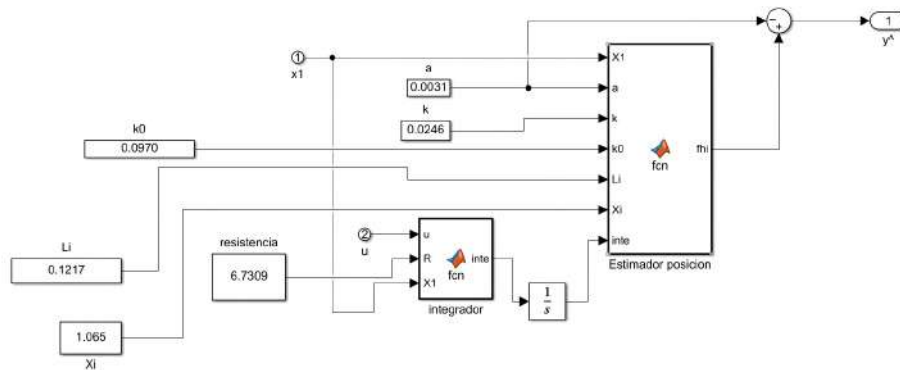 1
y^
1
x1
X1
a
0.0031
a
k
0.0246
k
k0
0.0970
k0
fcn
fhi
Li
Xi
inte
Estimador posicion
Li
0.1217
resistencia
6.7309
2
u
u
R
X1
fcn
inte
integrador
1
s
1.065
Xi